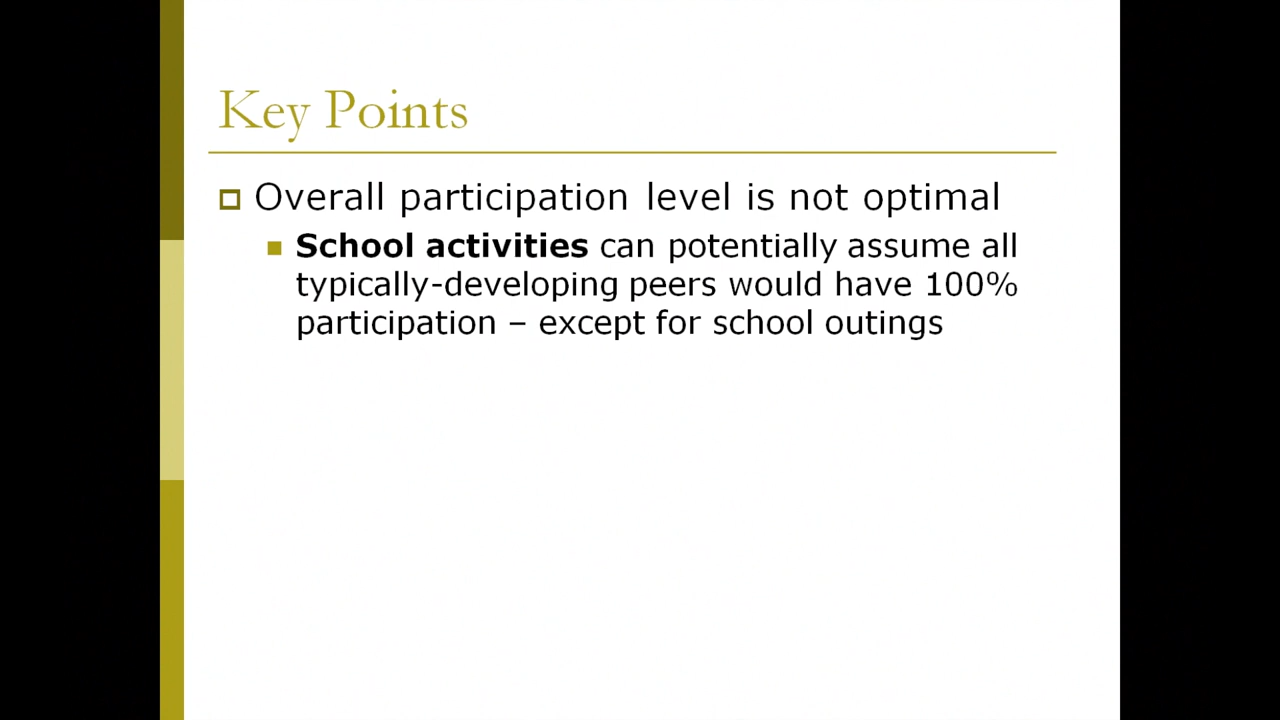 Key Points
Overall participation level is not optimal
School activities can potentially assume all
typically-developing peers would have 100%
participation – except for school outings